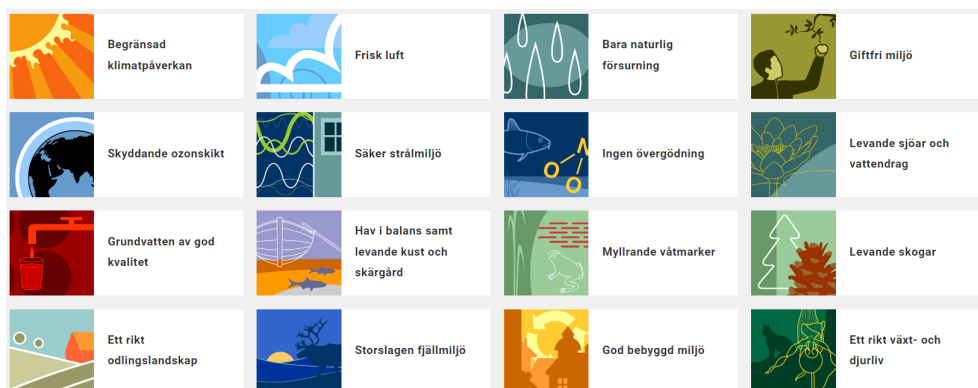 Begränsad
klimatpåverkan
Frisk luft
Bara naturlig
försurning
Giftfri miljö
Skyddande ozonskikt
Säker strålmiljö
N
O
O
Ingen övergödning
Levande sjöar och
vattendrag
Grundvatten av god
kvalitet
Hav i balans samt
levande kust och
skärgård
Myllrande våtmarker
Levande skogar
Ett rikt
odlingslandskap
Storslagen fjällmiljö
God bebyggd miljö
Ett rikt växt- och
djurliv